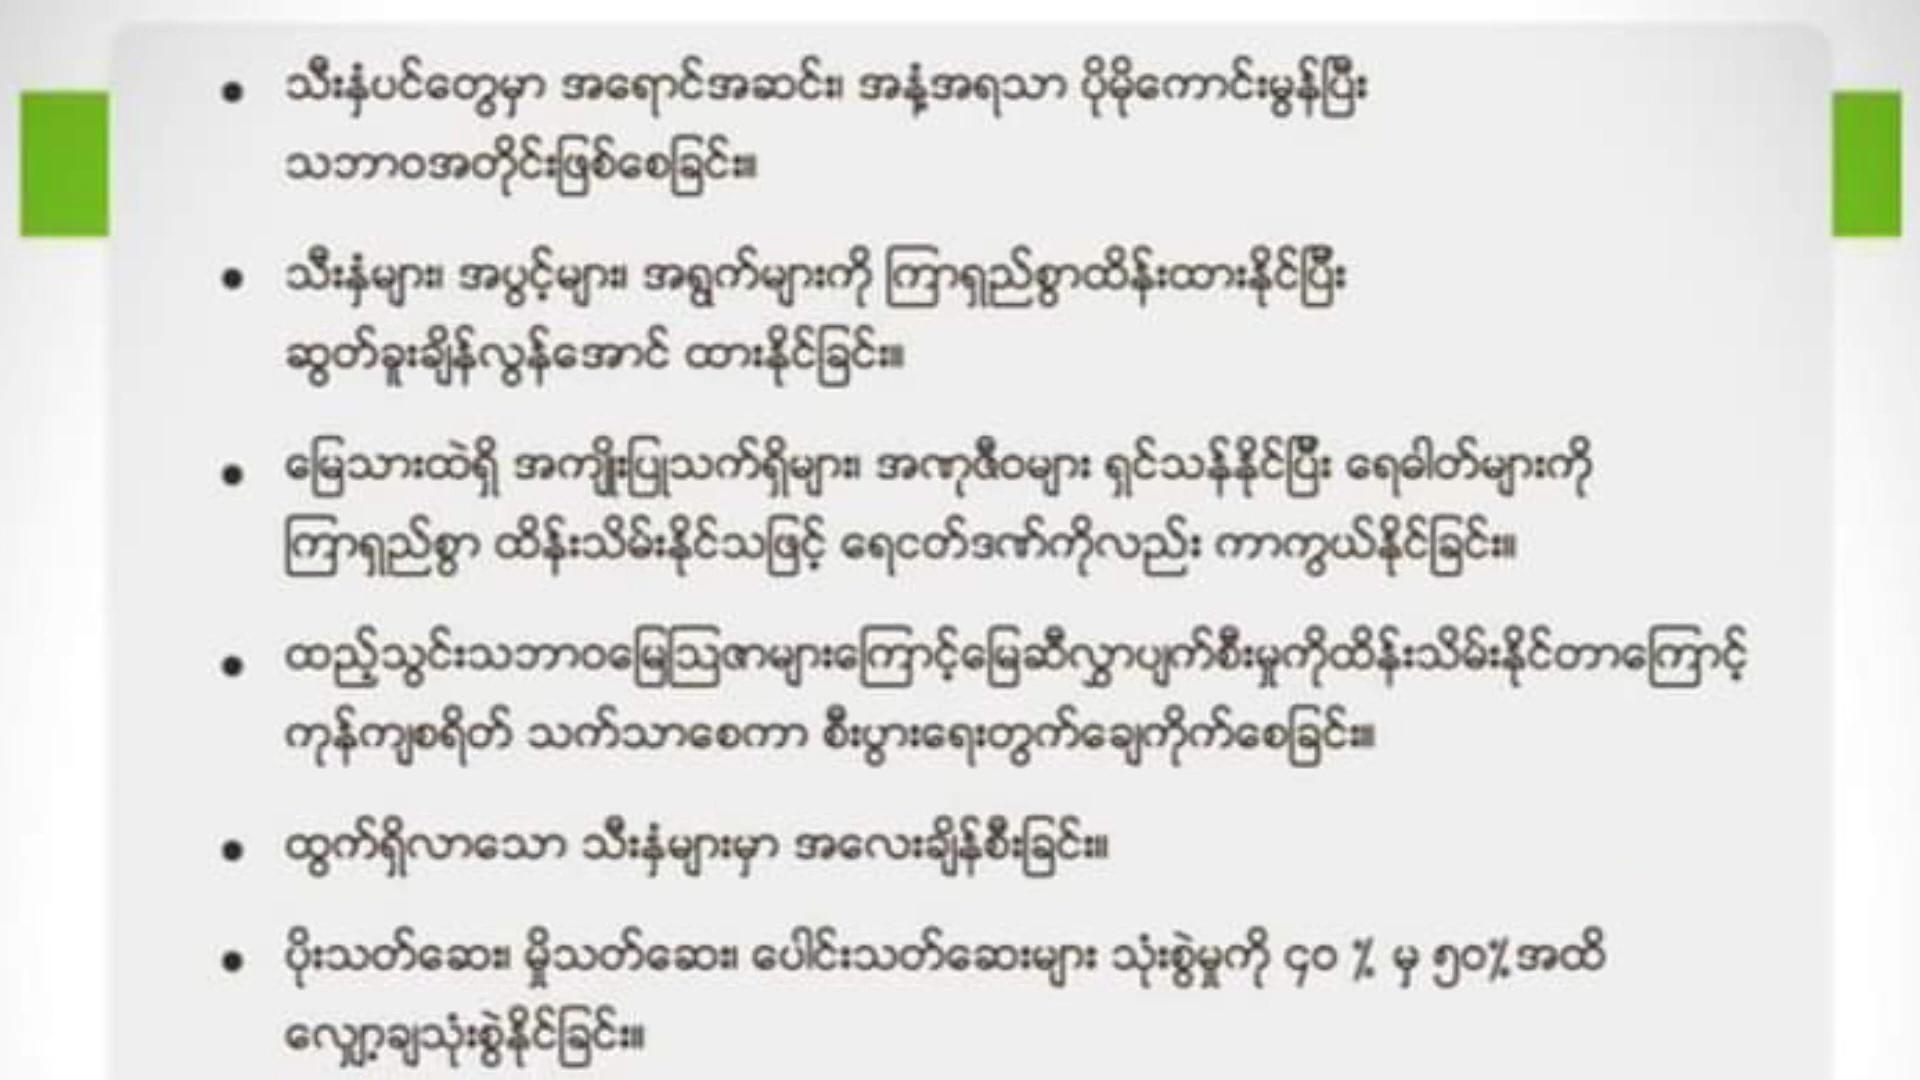 • သီးနှံပင်တွေမှာ အရောင်အဆင်း၊ အနံ့အရသာ ပိုမိုကောင်းမွန်ပြီး
သဘာဝအတိုင်းဖြစ်စေခြင်း။
• သီးနှံများ၊ အပွင့်များ၊ အရွက်များကို ကြာရှည်စွာထိန်းထားနိုင်ပြီး
ဆွတ်ခူးချိန်လွန်အောင် ထားနိုင်ခြင်း။
• မြေသားထဲရှိ အကျိုးပြုသက်ရှိများ၊ အဏုဇီဝများ ရှင်သန်နိုင်ပြီး ရေဓါတ်များကို
ကြာရှည်စွာ ထိန်းသိမ်းနိုင်သဖြင့် ရေငတ်ဒဏ်ကိုလည်း ကာကွယ်နိုင်ခြင်း။
• ထည့်သွင်းသဘာဝမြေသြဇာများကြောင့်မြေဆီလွှာပျက်စီးမှုကိုထိန်းသိမ်းနိုင်တာကြောင့်
ကုန်ကျစရိတ် သက်သာစေကာ စီးပွားရေးတွက်ချေကိုက်စေခြင်း။
• ထွက်ရှိလာသော သီးနှံများမှာ အလေးချိန်စီးခြင်း။
• ပိုးသတ်ဆေး၊ မှိုသတ်ဆေး၊ ပေါင်းသတ်ဆေးများ သုံးစွဲမှုကို ၄၀ % မှ ၅၀% အထိ
လျှော့ချသုံးစွဲနိုင်ခြင်း။